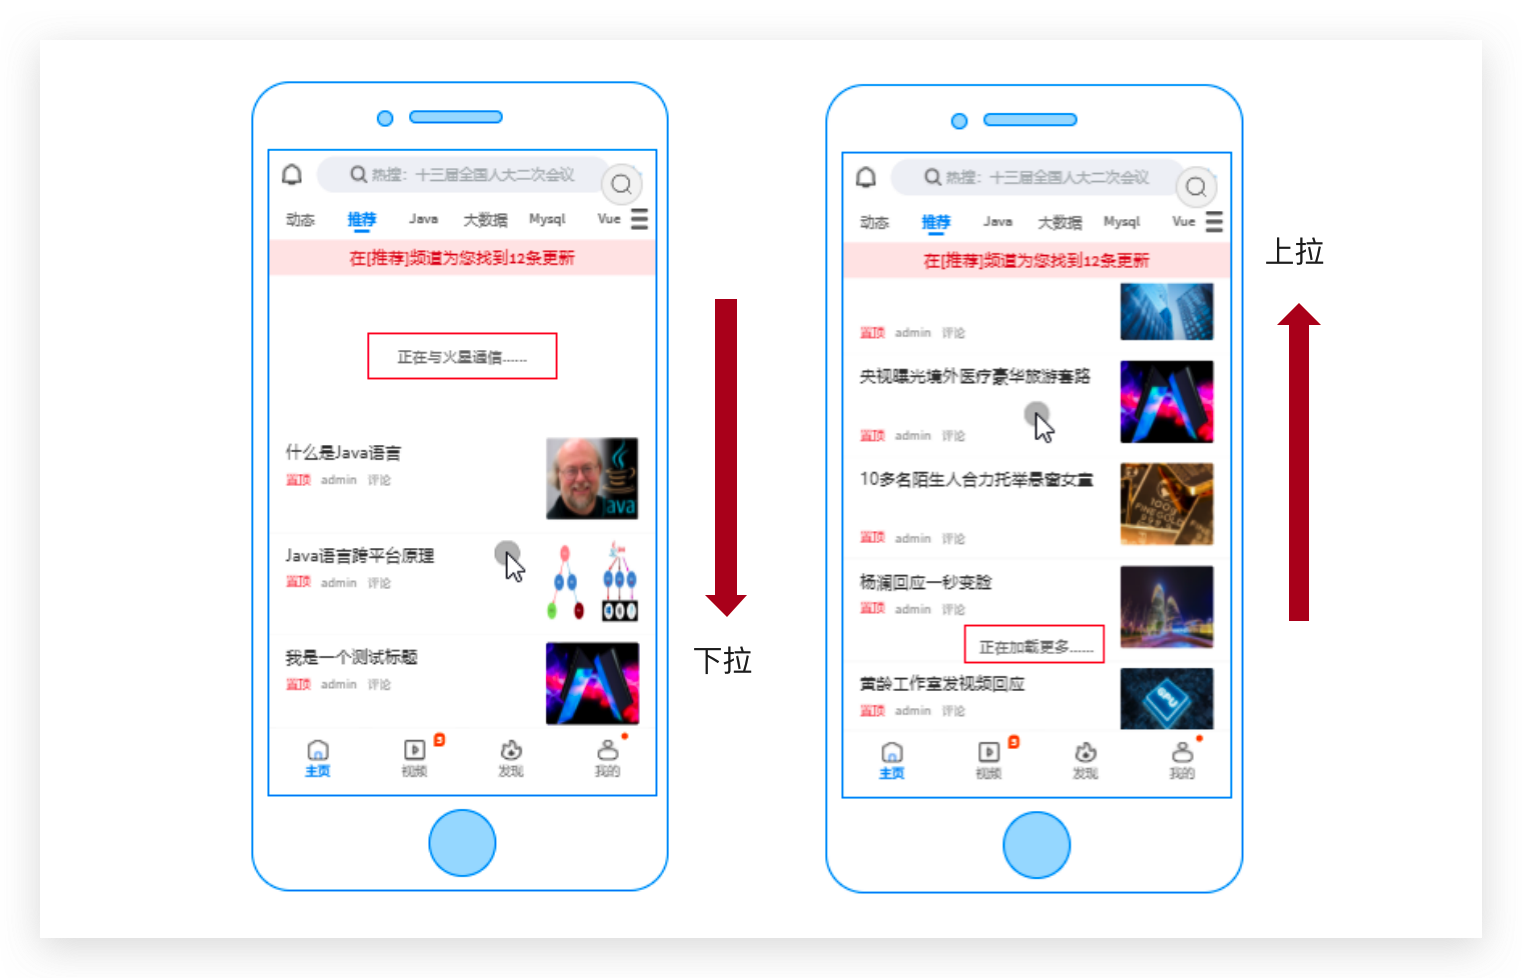 热搜：十三届全国人大二次会议
动态 推荐 Java 大数据 Mysql Vue
在[推荐]频道为您找到12条更新
正在与火星通信......
什么是Java语言
置顶 admin 评论
Java语言跨平台原理
置顶 admin 评论
我是一个测试标题
置顶 admin 评论
主页 视频 发现 我的
下拉
热搜：十三届全国人大二次会议
动态 推荐 Java 大数据 Mysql Vue
在[推荐]频道为您找到12条更新
置顶 admin 评论
央视曝光境外医疗豪华旅游套路
置顶 admin 评论
10多名陌生人合力托举悬窗女童
置顶 admin 评论
杨澜回应一秒变脸
置顶 admin 评论
正在加载更多......
黄龄工作室发视频回应
置顶 admin 评论
主页 视频 发现 我的
上拉